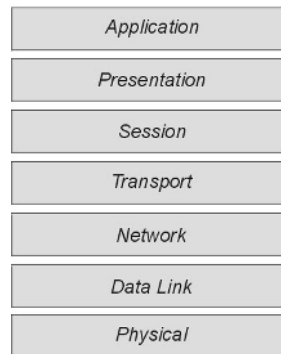 Application
Presentation
Session
Transport
Network
Data Link
Physical